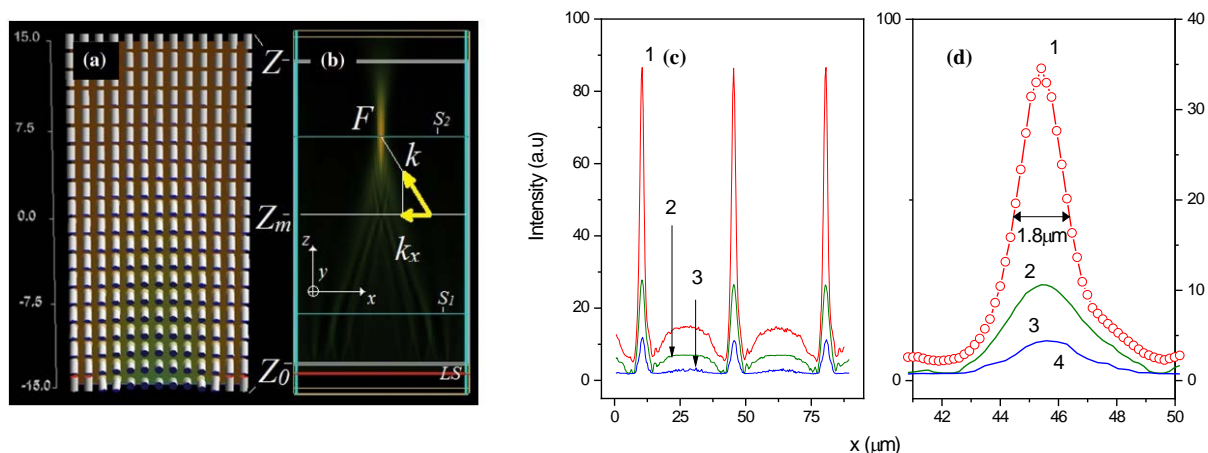 (a)
15.0
7.5
0.0
-7.5
-15.0
Z
Zm
Z0
(b)
F
S2
k
kx
z
y
x
S1
LS
(c)
Intensity (a.u)
100
80
60
40
20
0
1
2
3
0 25 50 75
(d)
100
0
1
1.8μm
2
3
4
40
30
20
10
0
42 44 46 48 50
x (μm)